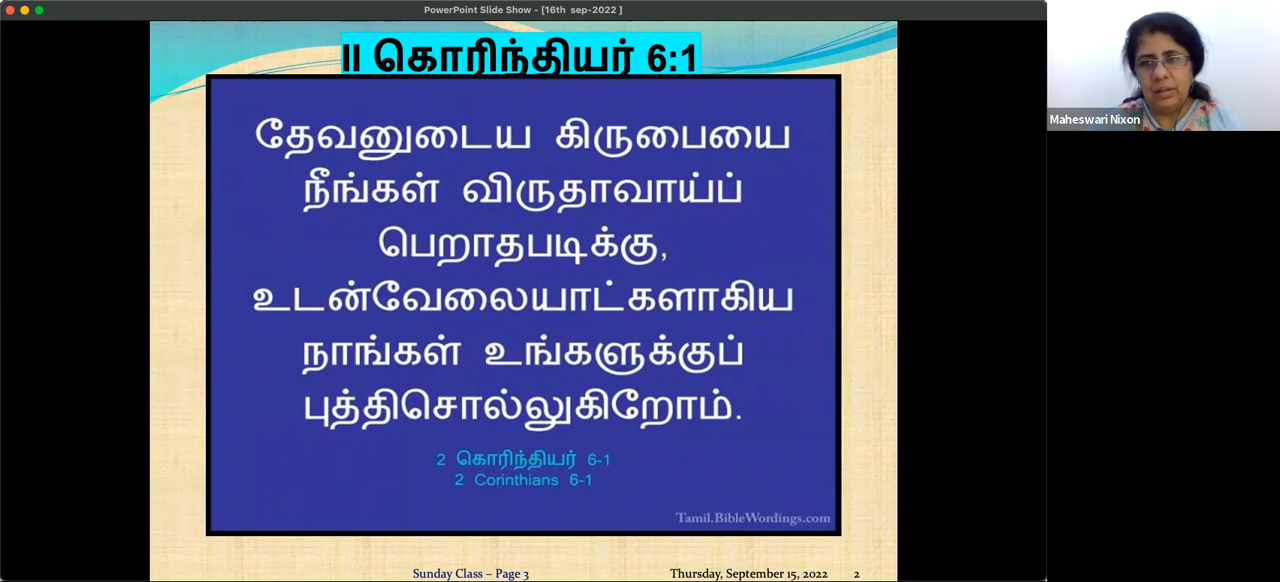 PowerPoint Slide Show - [16th sep-2022 ]
II கொரிந்தியர் 6:1
தேவனுடைய கிருபையை
நீங்கள் விருதாவாய்ப்
பெறாதபடிக்கு,
உடன்வேலையாட்களாகிய
நாங்கள் உங்களுக்குப்
புத்திசொல்லுகிறோம்.
2 கொரிந்தியர் 6-1
2 Corinthians 6-1
Tamil.BibleWordings.com
Sunday Class – Page 3
Thursday, September 15, 2022
2
Maheswari Nixon